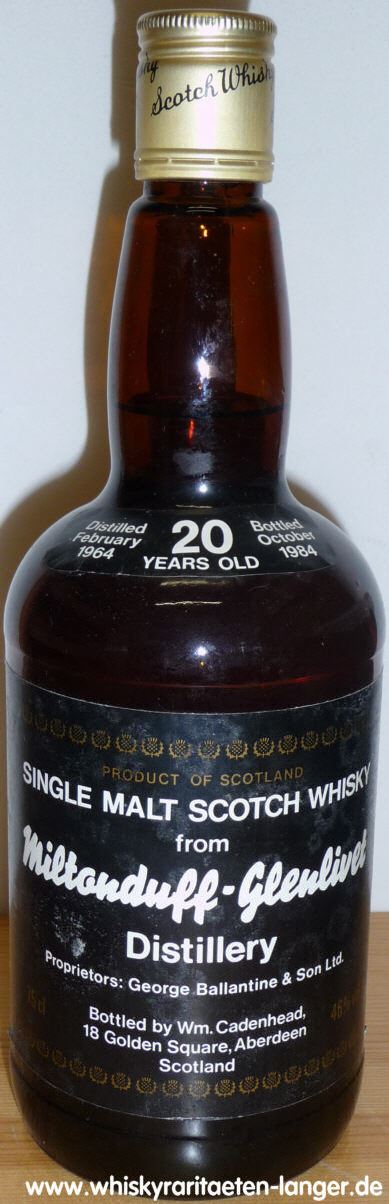 Scotch Whisky
Distilled
February
1964
20
YEARS OLD
Bottled
October
1984
PRODUCT OF SCOTLAND
SINGLE MALT SCOTCH WHISKY
from
Miltonduff-Glenlivet
Distillery
Proprietors: George Ballantine & Son Ltd.
75cl
46%
Bottled by Wm. Cadenhead,
18 Golden Square, Aberdeen
Scotland
www.whiskyraritaeten-langer.de